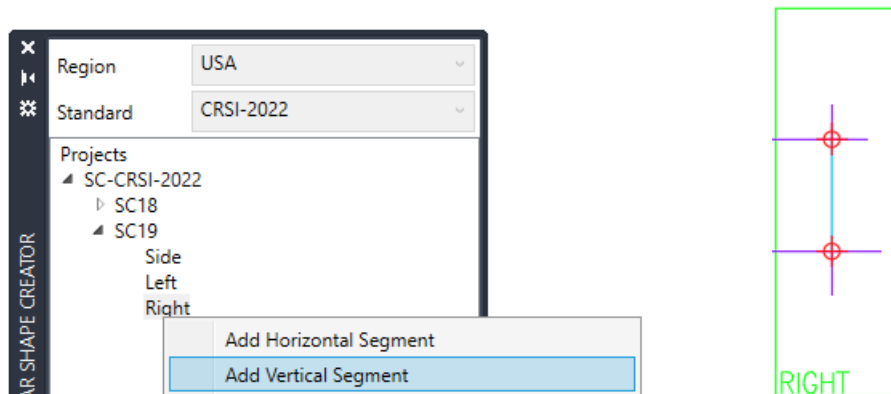 Region USA
Standard CRSI-2022
Projects
SC-CRSI-2022
SC18
SC19
Side
Left
Right
Add Horizontal Segment
Add Vertical Segment
AR SHAPE CREATOR
RIGHT